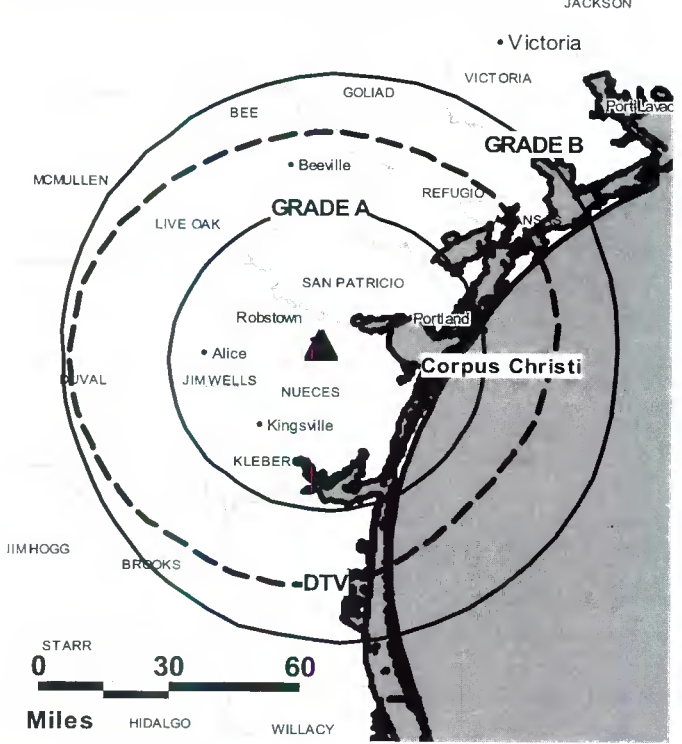 JACKSON
Victoria
VICTORIA
GOLIAD
BEE
GRADE B
Beeville
MCMULLEN
REFUGIO
GRADE A
LIVE OAK
SAN PATRICIO
Robstown
Portland
Alice
Corpus Christi
DUVAL
JIM WELLS
NUECES
Kingsville
KLEBER
JIM HOGG
BROOKS
DTV
STARR
0 30 60
Miles
HIDALGO
WILLACY